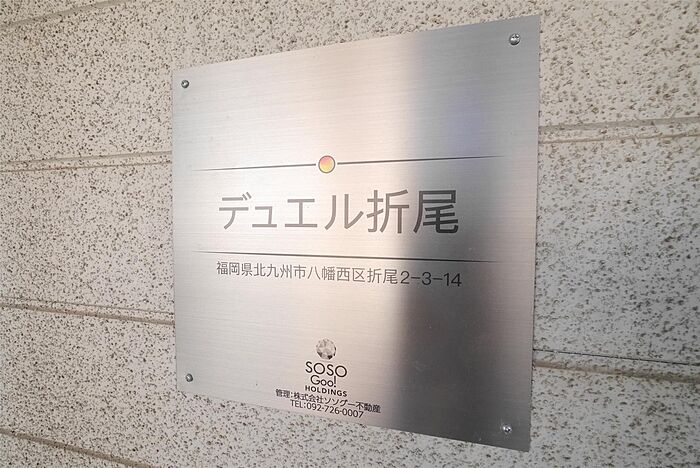 デュエル折尾
福岡県北九州市八幡西区折尾2-3-14
SOSO
Goo!
HOLDINGS
管理:株式会社ソソグー不動産
TEL:092-726-0007